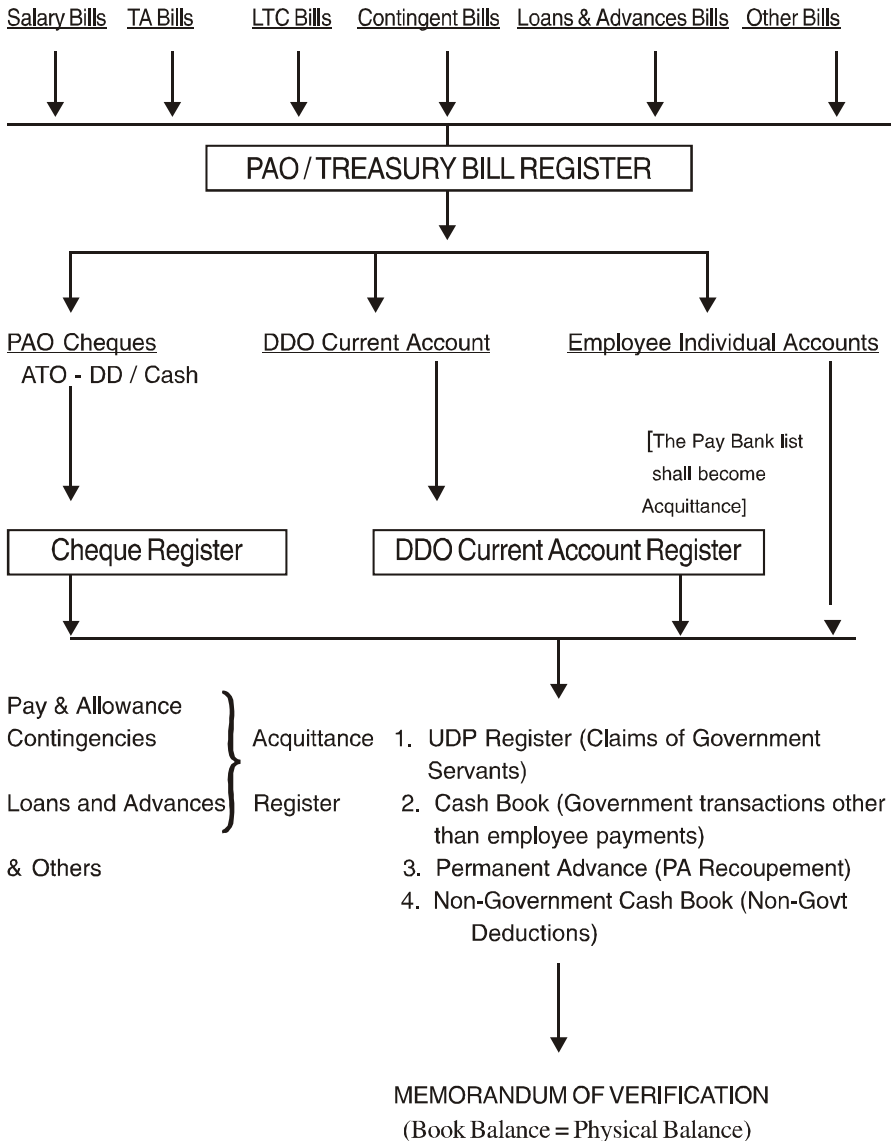 Salary Bills TA Bills LTC Bills Contingent Bills Loans & Advances Bills Other Bills
PAO / TREASURY BILL REGISTER
PAO Cheques DDO Current Account Employee Individual Accounts
ATO - DD / Cash
[The Pay Bank list
shall become
Acquittance]
Cheque Register DDO Current Account Register
Pay & Allowance
Contingencies
Loans and Advances
& Others
Acquittance
Register
1. UDP Register (Claims of Government
Servants)
2. Cash Book (Government transactions other
than employee payments)
3. Permanent Advance (PA Recoupement)
4. Non-Government Cash Book (Non-Govt
Deductions)
MEMORANDUM OF VERIFICATION
(Book Balance = Physical Balance)